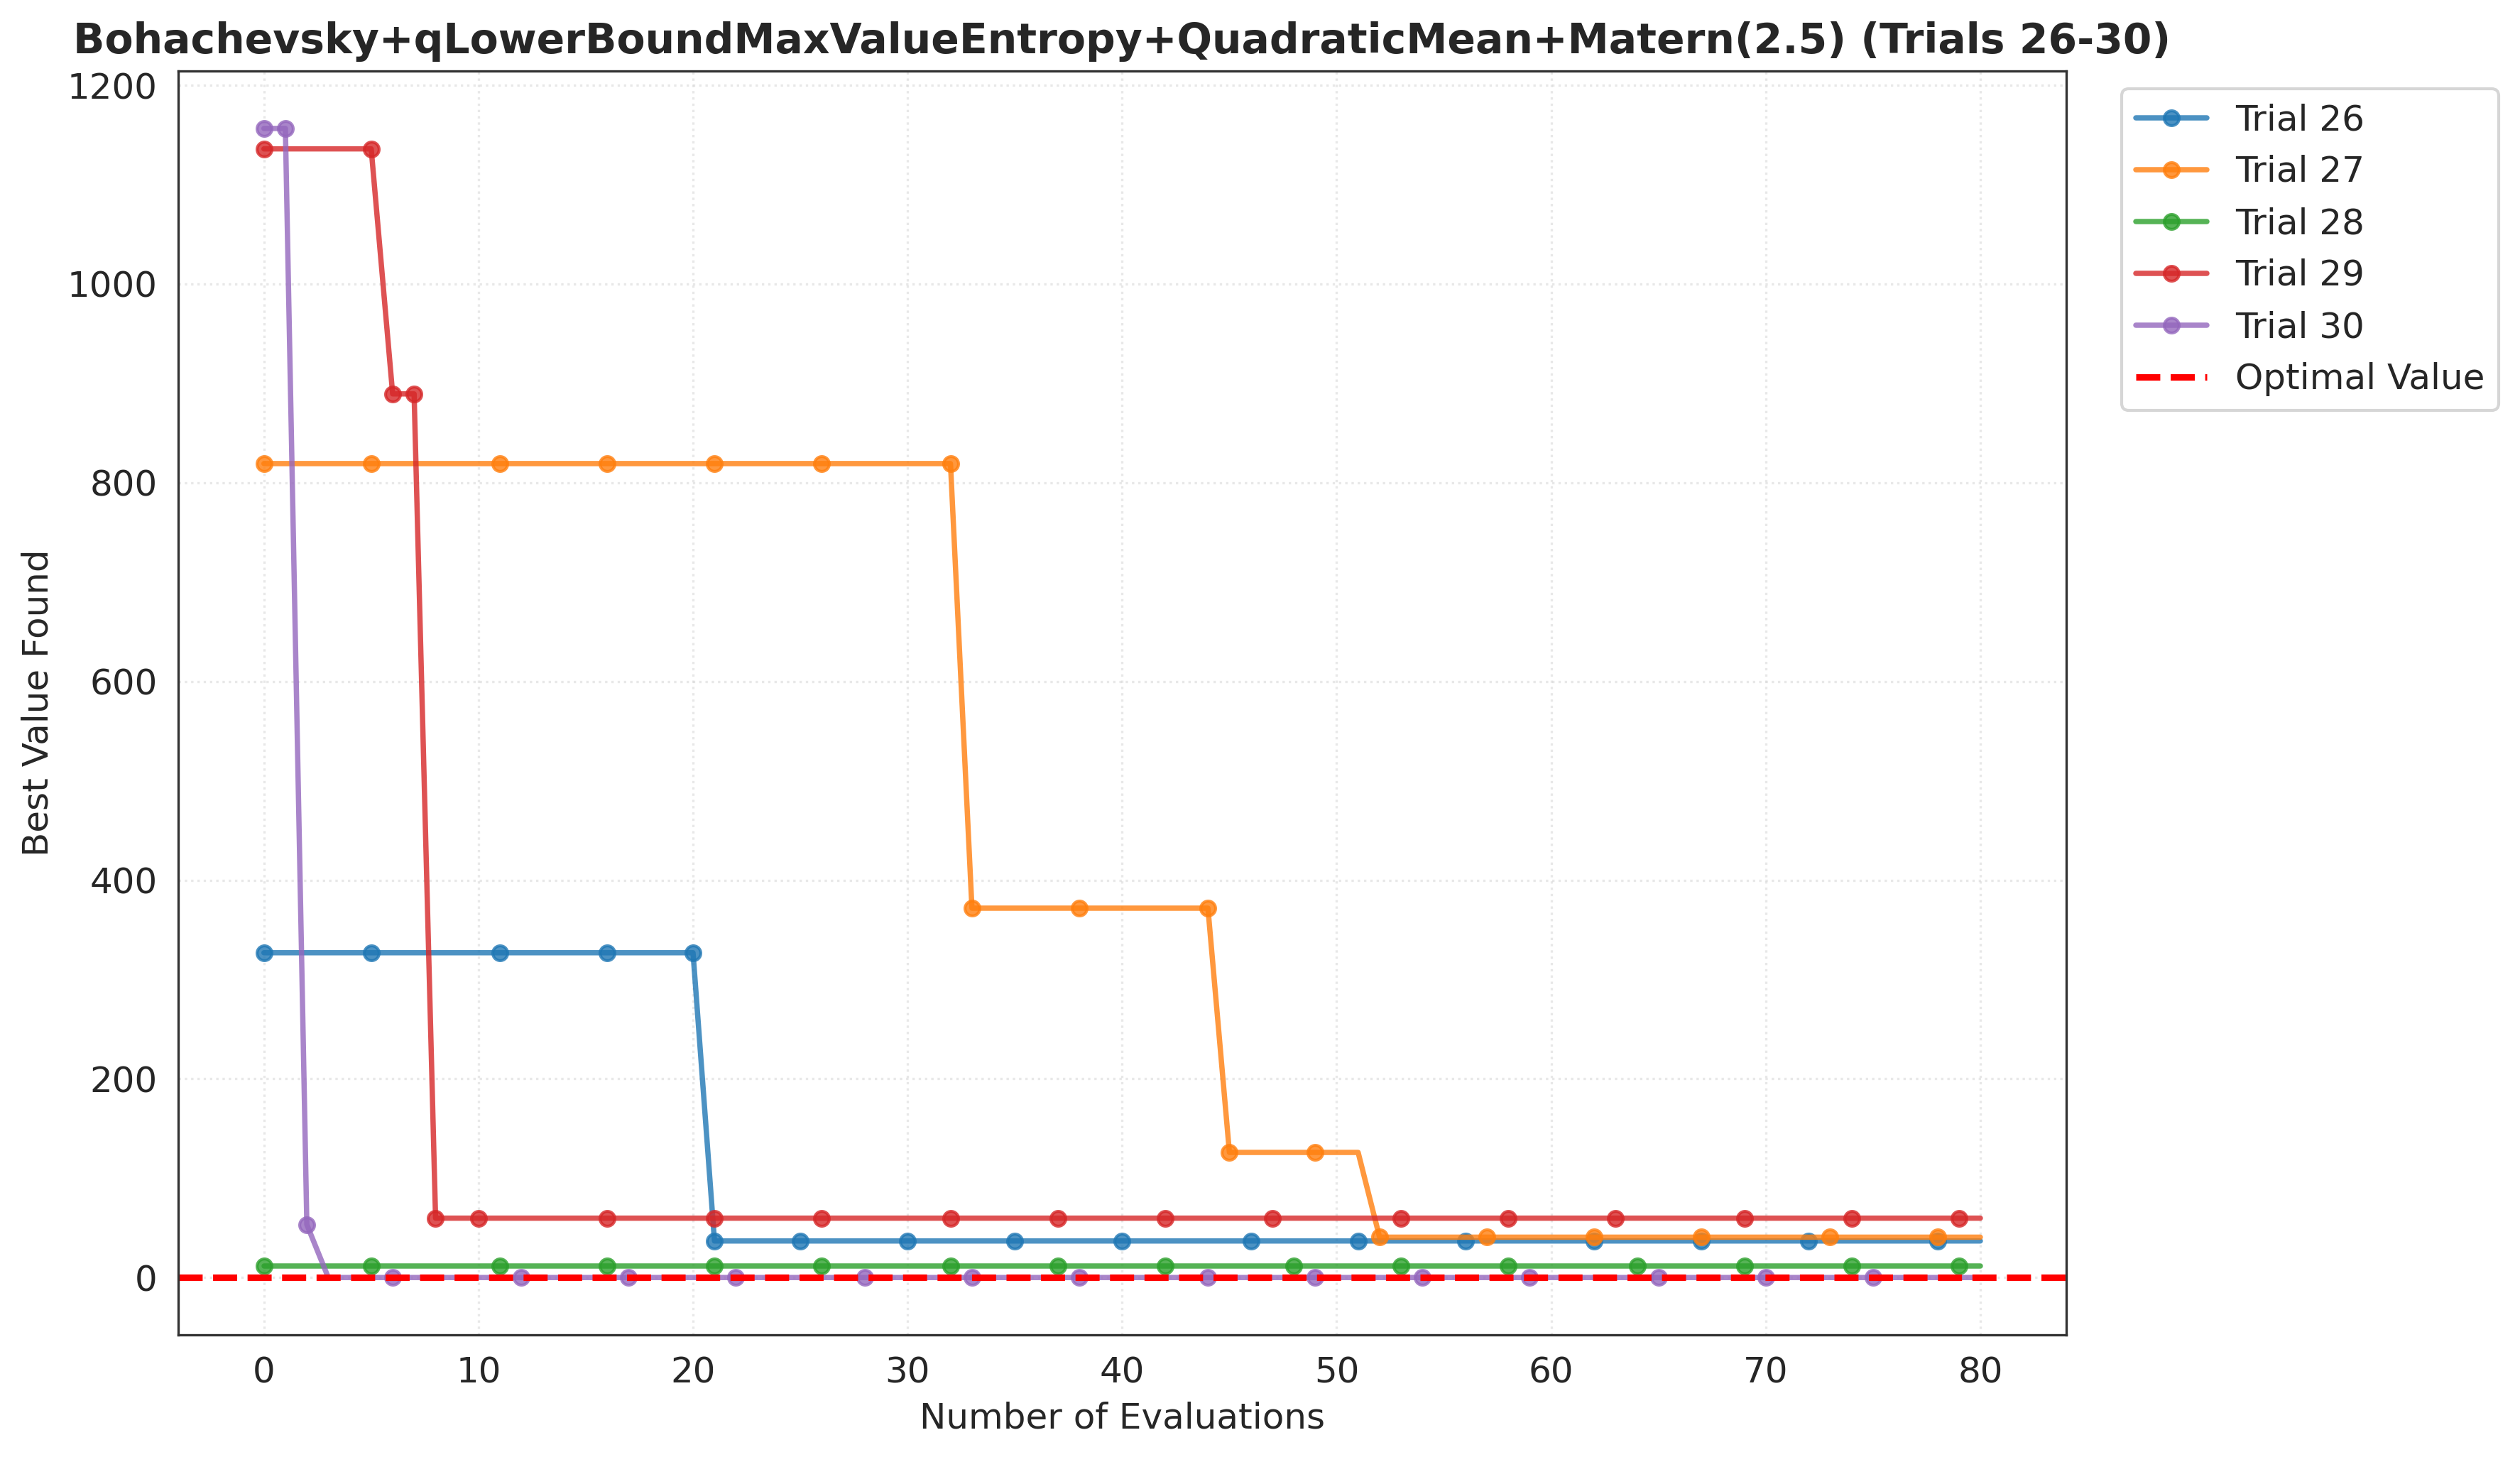 Bohachevsky+qLowerBoundMaxValueEntropy+QuadraticMean+Matern(2.5) (Trials 26-30)
1200
1000
800
600
400
200
0
Best Value Found
0 10 20 30 40 50 60 70 80
Number of Evaluations
Trial 26
Trial 27
Trial 28
Trial 29
Trial 30
Optimal Value